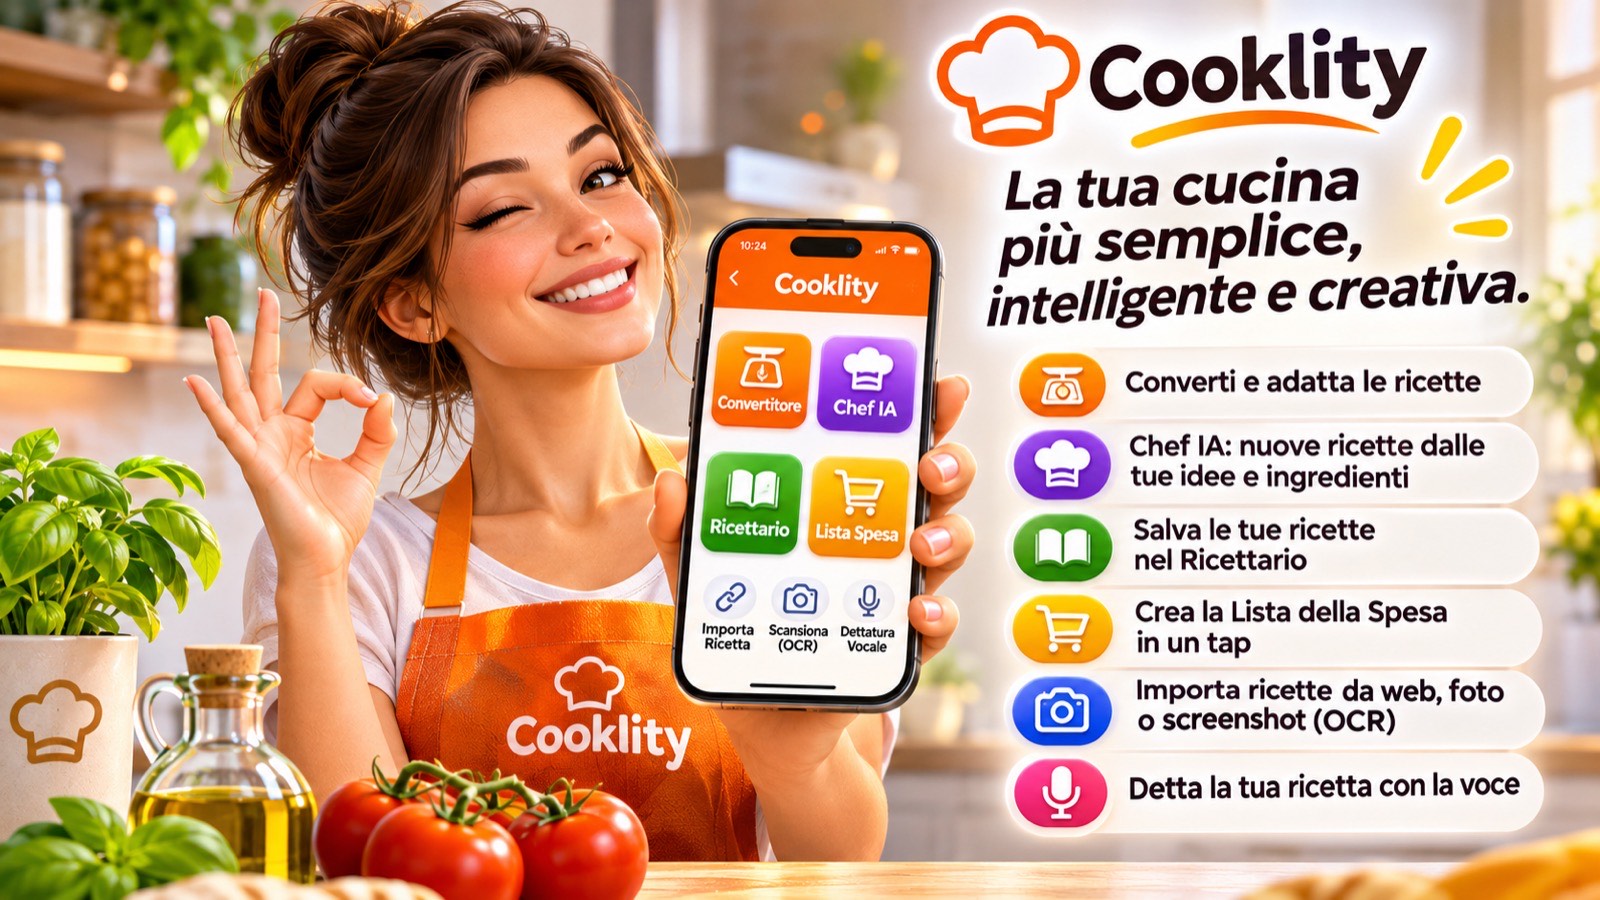 Cooklity
La tua cucina
più semplice,
intelligente e creativa.
10:24
Cooklity
Convertitore
Chef IA
Ricettario
Lista Spesa
Importa
Ricetta
Scansiona
(OCR)
Dettatura
Vocale
Cooklity
Converti e adatta le ricette
Chef IA: nuove ricette dalle
tue idee e ingredienti
Salva le tue ricette
nel Ricettario
Crea la Lista della Spesa
in un tap
Importa ricette da web, foto
o screenshot (OCR)
Detta la tua ricetta con la voce